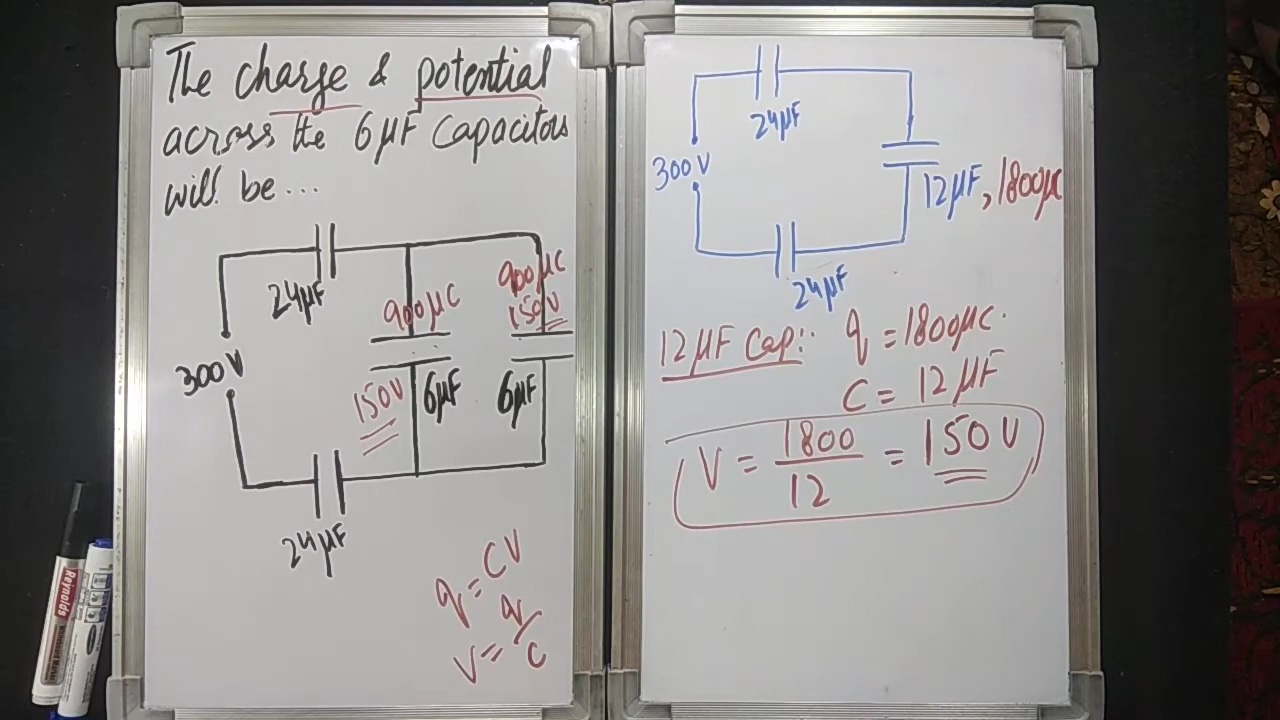 The charge & potential
across the 6μF Capacitors
will be...
24μF
900μC
900μC
150V
300V
150V
6μF
6μF
24μF
q = CV
V = q/C
Reynolds
24μF
300V
12μF, 1800μC
24μF
12μF Cap:- q = 1800μC.
C = 12μF
V = 1800/12 = 150V